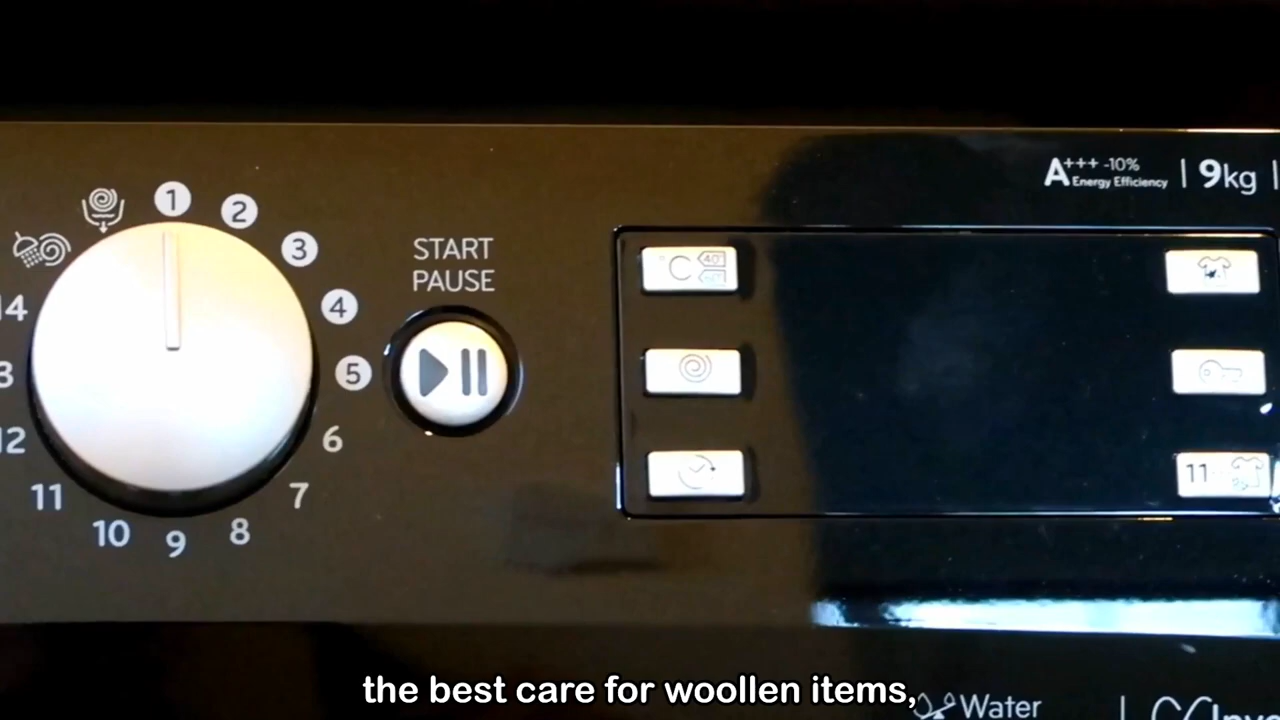 A+++ -10%
Energy Efficiency
9kg
1
2
3
4
5
6
7
8
9
10
11
12
14
START
PAUSE
°C 40°
11
the best care for woollen items,
Water